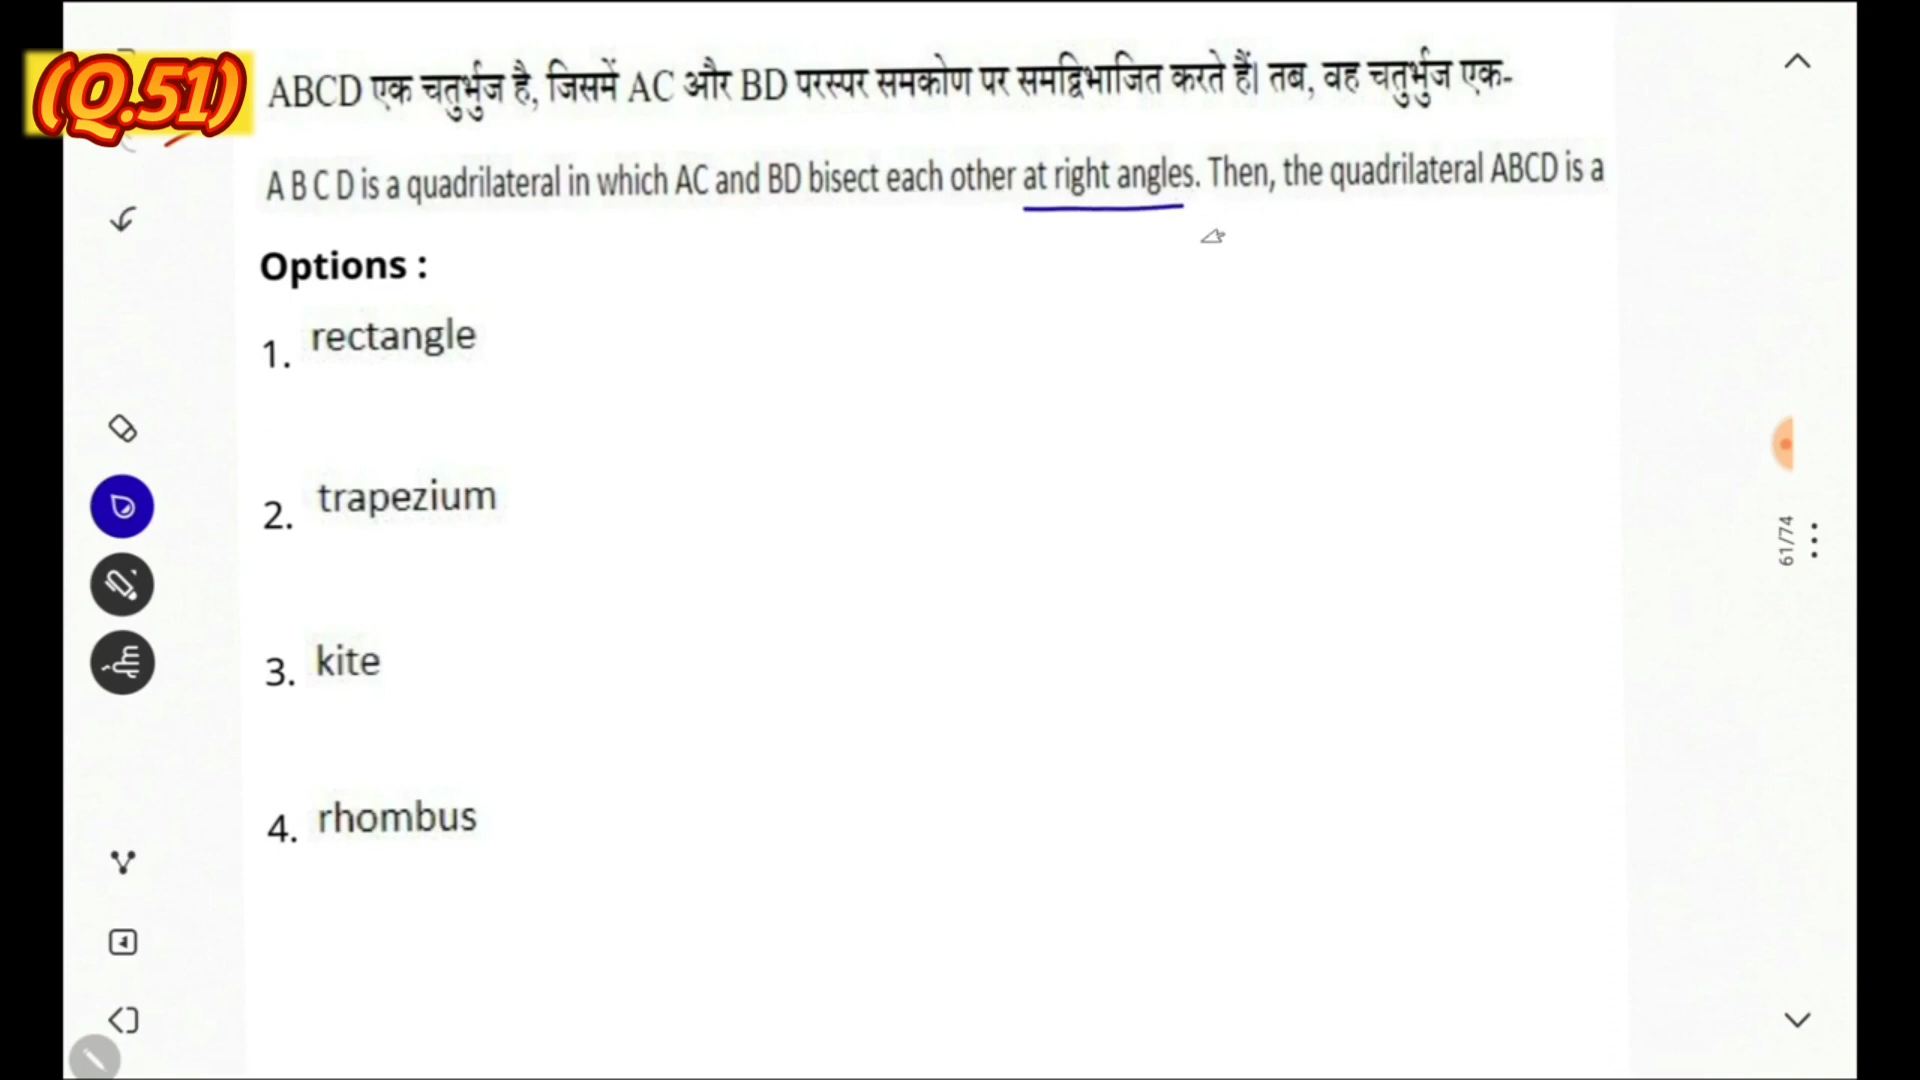 (Q.51)
ABCD एक चतुर्भुज है, जिसमें AC और BD परस्पर समकोण पर समद्विभाजित करते हैं। तब, वह चतुर्भुज एक-
A B C D is a quadrilateral in which AC and BD bisect each other at right angles. Then, the quadrilateral ABCD is a
Options :
1. rectangle
2. trapezium
3. kite
4. rhombus
61/74